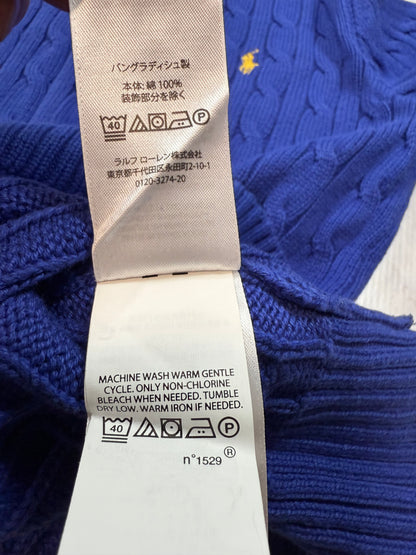 バングラディシュ製
本体: 綿 100%
装飾部分を除く
40 P
ラルフ ローレン株式会社
東京都千代田区永田町2-10-1
0120-3274-20
MACHINE WASH WARM GENTLE
CYCLE. ONLY NON-CHLORINE
BLEACH WHEN NEEDED. TUMBLE
DRY LOW. WARM IRON IF NEEDED.
40 P
n°1529 ®